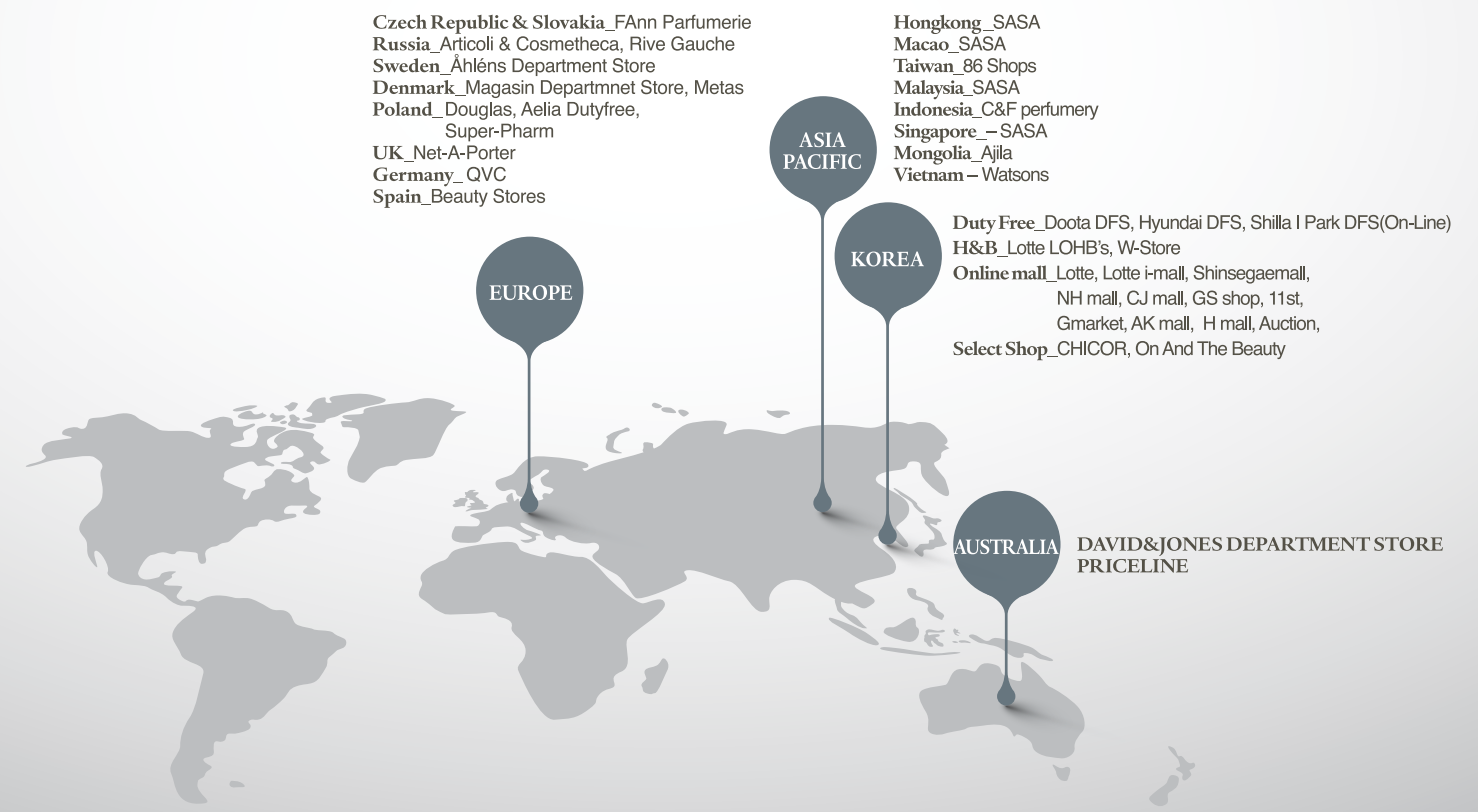 Czech Republic & Slovakia_FAnn Parfumerie
Russia_Articoli & Cosmetheca, Rive Gauche
Sweden_Åhléns Department Store
Denmark_Magasin Departmnet Store, Metas
Poland_Douglas, Aelia Dutyfree,
Super-Pharm
UK_Net-A-Porter
Germany_ QVC
Spain_Beauty Stores
EUROPE
Hongkong_SASA
Macao_SASA
Taiwan_86 Shops
Malaysia_SASA
Indonesia_C&F perfumery
Singapore_– SASA
Mongolia_Ajila
Vietnam – Watsons
ASIA
PACIFIC
KOREA
Duty Free_Doota DFS, Hyundai DFS, Shilla I Park DFS(On-Line)
H&B_Lotte LOHB's, W-Store
Online mall_Lotte, Lotte i-mall, Shinsegaemall,
NH mall, CJ mall, GS shop, 11st,
Gmarket, AK mall, H mall, Auction,
Select Shop_CHICOR, On And The Beauty
AUSTRALIA
DAVID&JONES DEPARTMENT STORE
PRICELINE